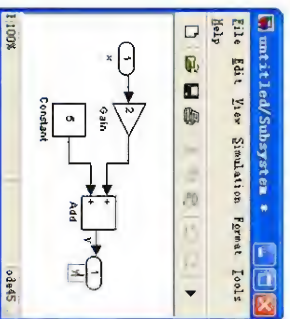 untitled/Subsystem *
File Edit View Simulation Format Tools
Help
1
x
2
Gain
5
Constant
+
+
Add
y
1
y
100%
ode45